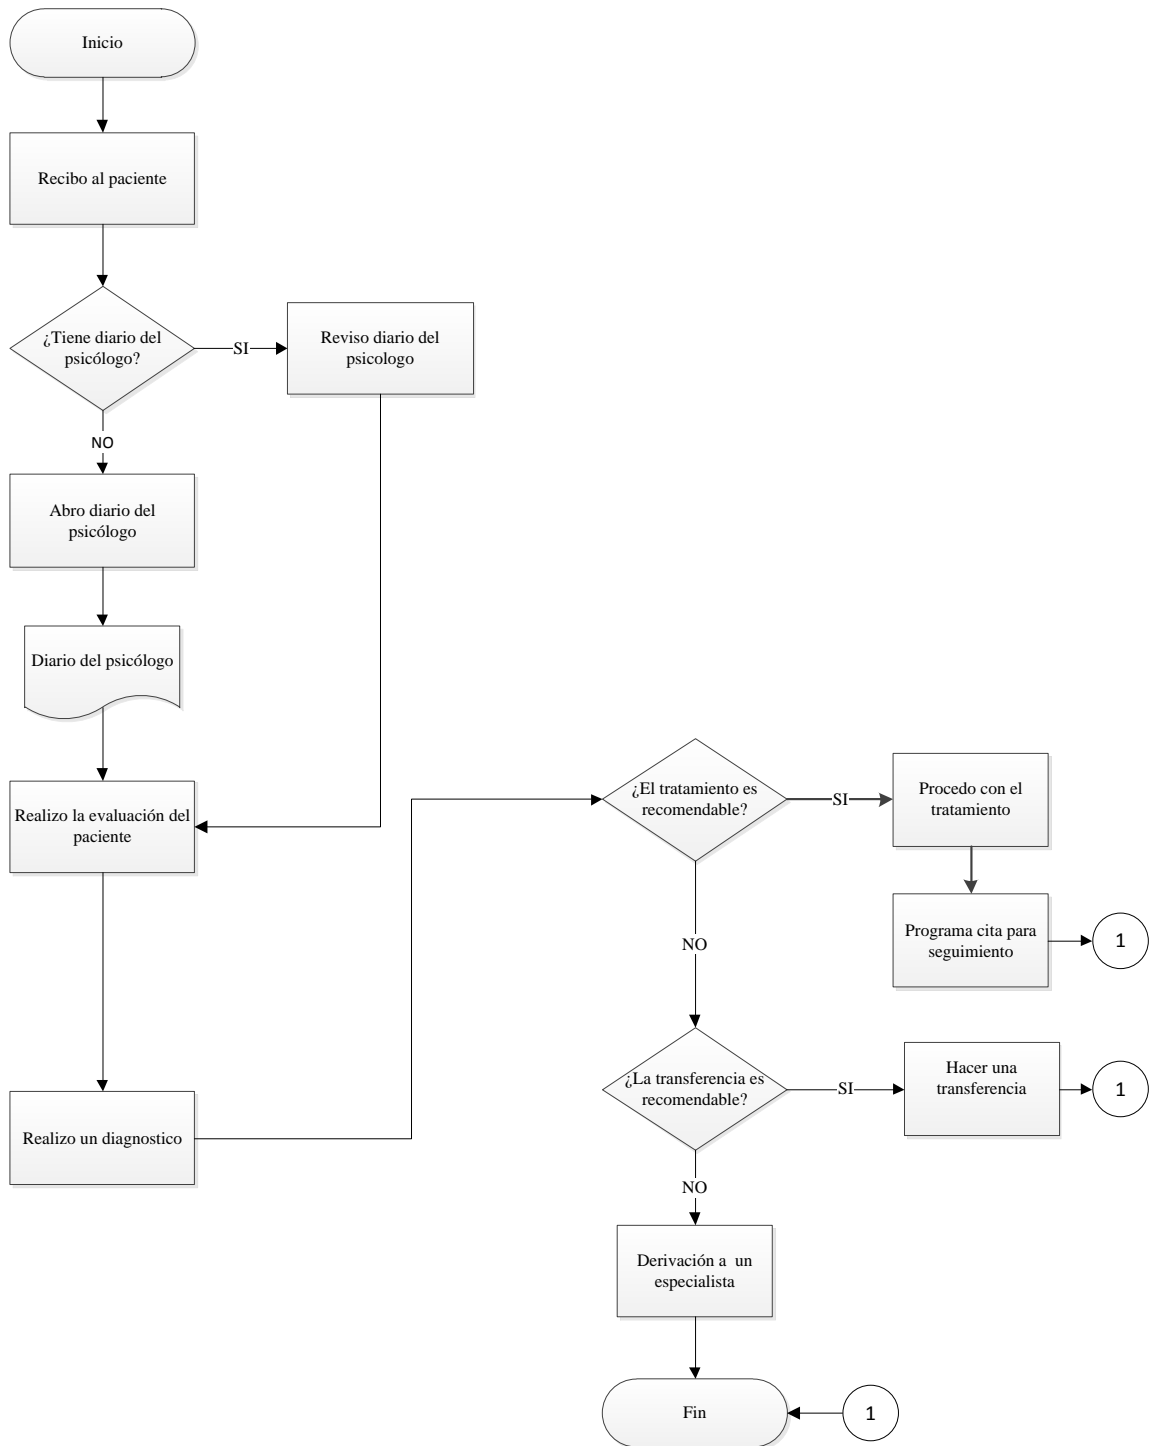 Inicio
Recibo al paciente
¿Tiene diario del
psicólogo?
SI
Reviso diario del
psicologo
NO
Abro diario del
psicólogo
Diario del psicólogo
Realizo la evaluación del
paciente
Realizo un diagnostico
¿El tratamiento es
recomendable?
SI
Procedo con el
tratamiento
Programa cita para
seguimiento
1
NO
¿La transferencia es
recomendable?
SI
Hacer una
transferencia
1
NO
Derivación a un
especialista
Fin
1